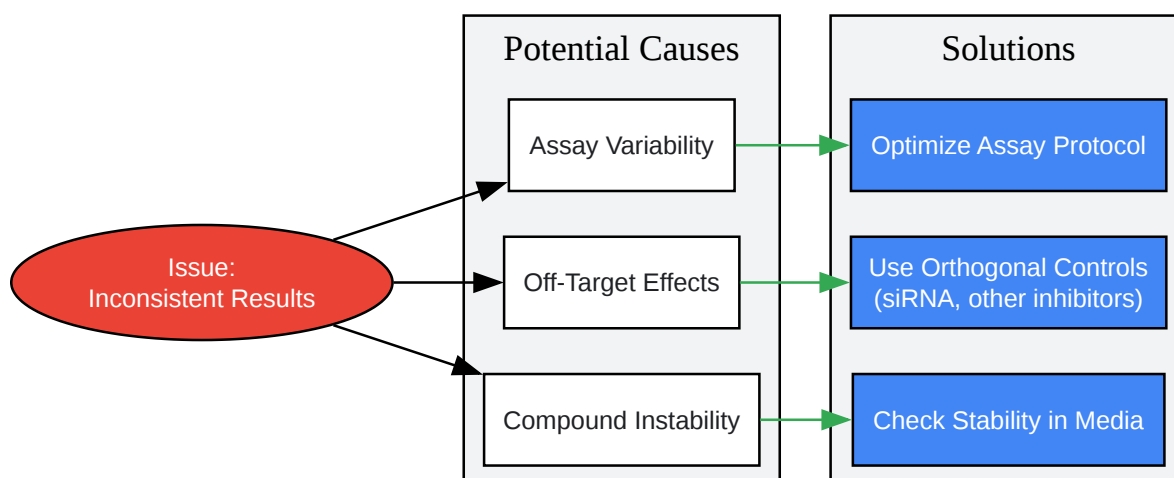 Potential Causes
Solutions
Assay Variability
Optimize Assay Protocol
Issue:
Inconsistent Results
Off-Target Effects
Use Orthogonal Controls
(siRNA, other inhibitors)
Compound Instability
Check Stability in Media